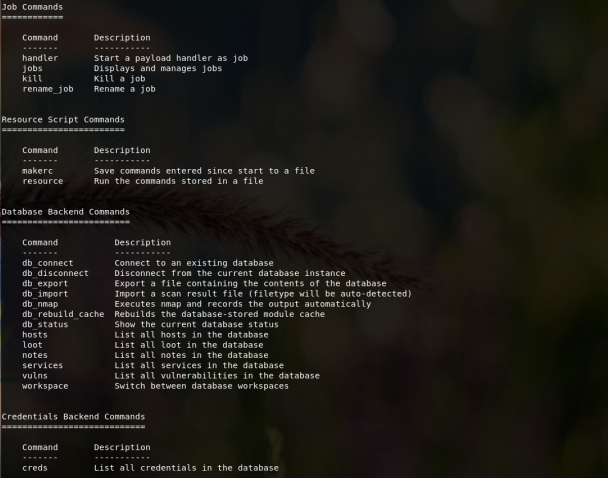 Job Commands
============
Command Description
------- -----------
handler Start a payload handler as job
jobs Displays and manages jobs
kill Kill a job
rename_job Rename a job
Resource Script Commands
========================
Command Description
------- -----------
makerc Save commands entered since start to a file
resource Run the commands stored in a file
Database Backend Commands
=========================
Command Description
------- -----------
db_connect Connect to an existing database
db_disconnect Disconnect from the current database instance
db_export Export a file containing the contents of the database
db_import Import a scan result file (filetype will be auto-detected)
db_nmap Executes nmap and records the output automatically
db_rebuild_cache Rebuilds the database-stored module cache
db_status Show the current database status
hosts List all hosts in the database
loot List all loot in the database
notes List all notes in the database
services List all services in the database
vulns List all vulnerabilities in the database
workspace Switch between database workspaces
Credentials Backend Commands
============================
Command Description
------- -----------
creds List all credentials in the database